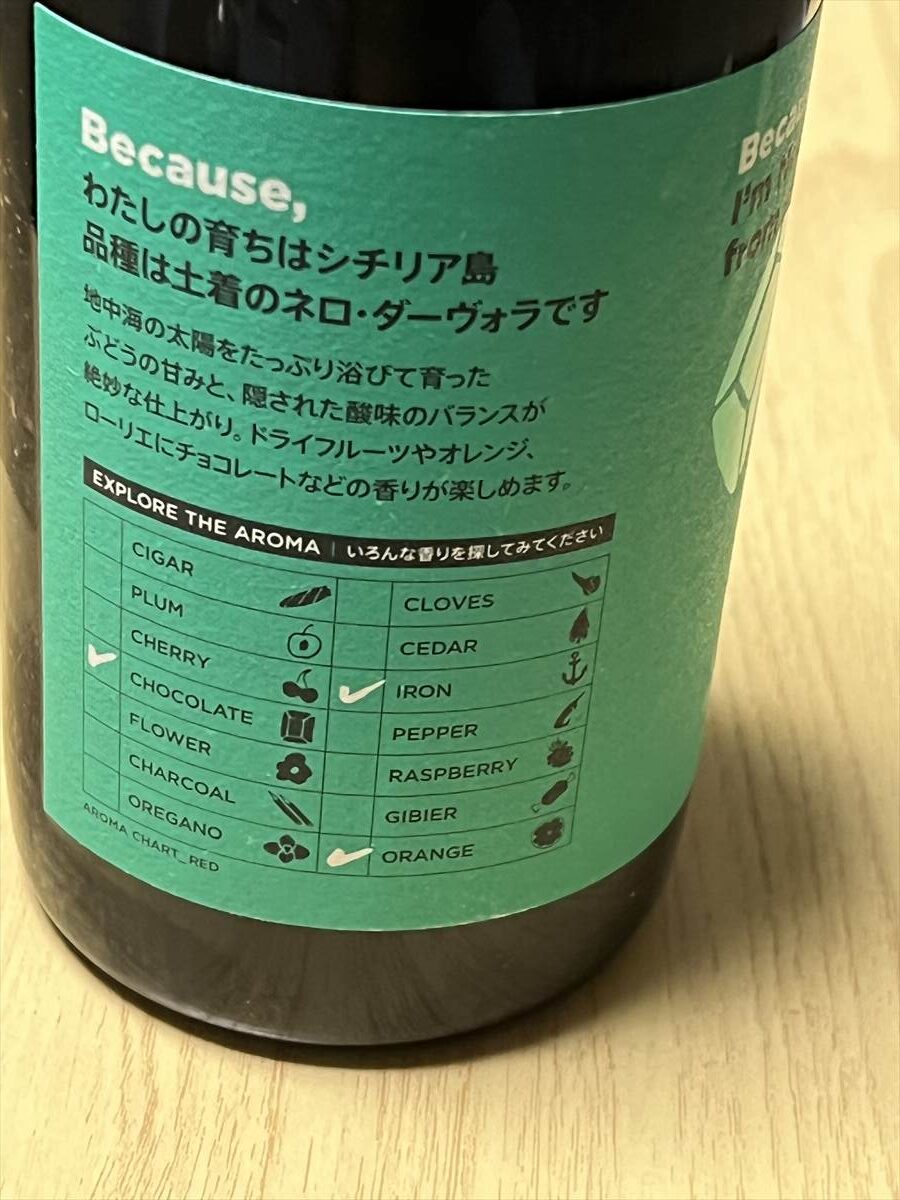 Because,
わたしの育ちはシチリア島
品種は土着のネロ・ダーヴォラです
地中海の太陽をたっぷり浴びて育った
ぶどうの甘みと、隠された酸味のバランスが
絶妙な仕上がり。ドライフルーツやオレンジ、
ローリエにチョコレートなどの香りが楽しめます。
EXPLORE THE AROMA | いろんな香りを探してみてください
CIGAR
PLUM
CHERRY
CHOCOLATE
FLOWER
CHARCOAL
OREGANO
CLOVES
CEDAR
IRON
PEPPER
RASPBERRY
GIBIER
ORANGE
AROMA CHART_RED
I'm
from